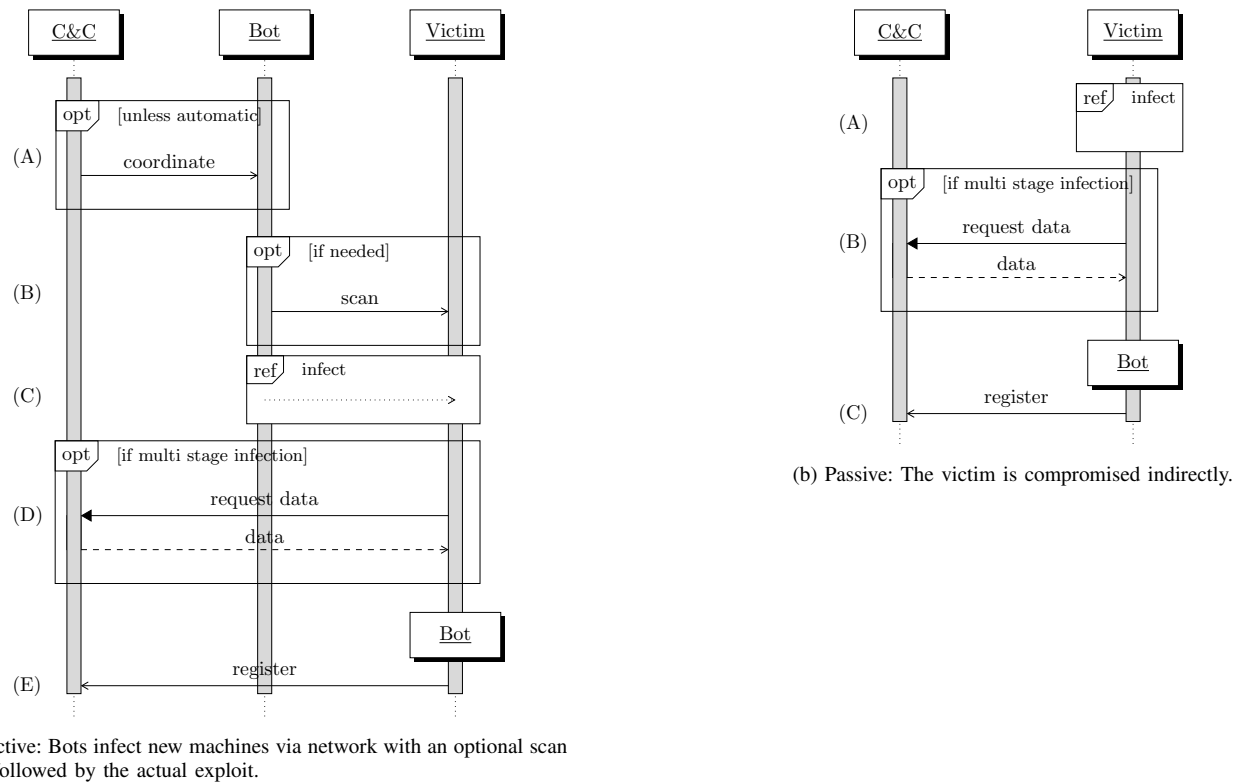 C&C
Bot
Victim
opt
[unless automatic]
(A)
coordinate
opt
[if needed]
(B)
scan
ref
infect
(C)
opt
[if multi stage infection]
request data
(D)
data
Bot
register
(E)
ctive: Bots infect new machines via network with an optional scan
ollowed by the actual exploit.
C&C
Victim
ref
infect
(A)
opt
[if multi stage infection]
request data
(B)
data
Bot
register
(C)
(b) Passive: The victim is compromised indirectly.